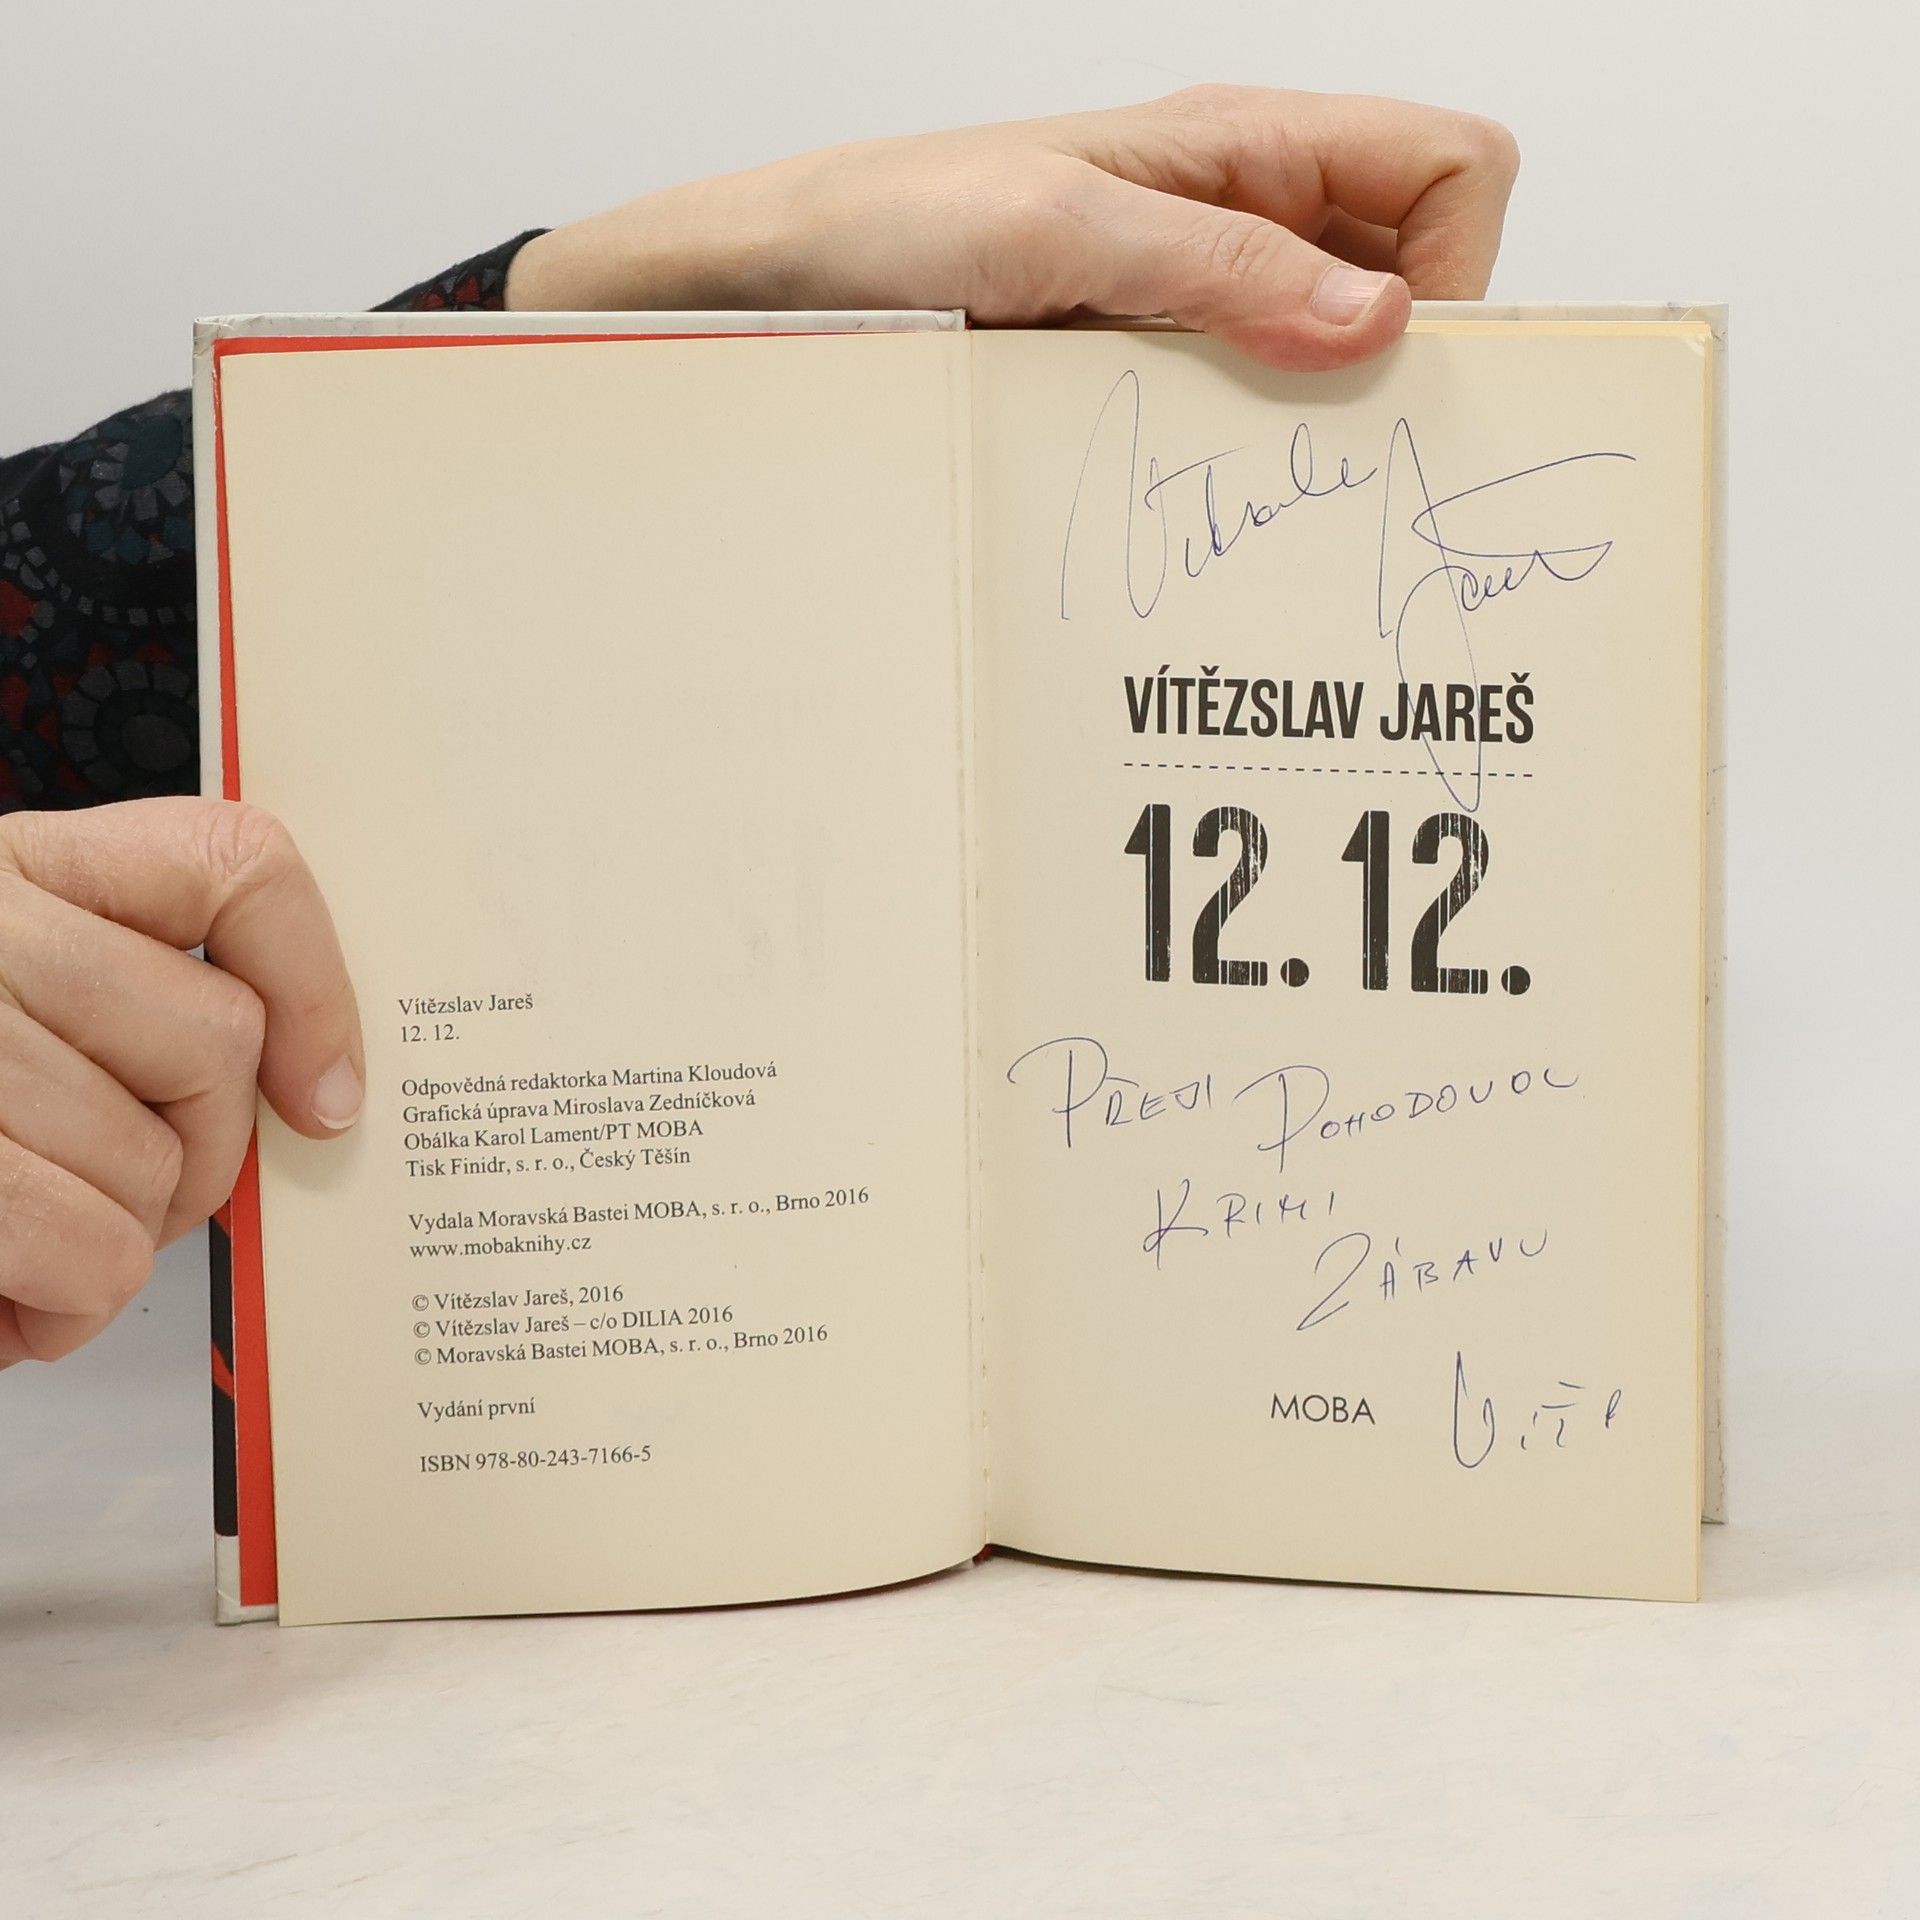 Vítězslav Jareš
12. 12.
Odpovědná redaktorka Martina Kloudová
Grafická úprava Miroslava Zedníčková
Obálka Karol Lament/PT MOBA
Tisk Finidr, s. r. o., Český Těšín
Vydala Moravská Bastei MOBA, s. r. o., Brno 2016
www.mobaknihy.cz
© Vítězslav Jareš, 2016
© Vítězslav Jareš – c/o DILIA 2016
© Moravská Bastei MOBA, s. r. o., Brno 2016
Vydání první
ISBN 978-80-243-7166-5
VÍTĚZSLAV JAREŠ
12. 12.
PŘEJI POHODOVOU
KRIMI
ZÁBAVU
MOBA